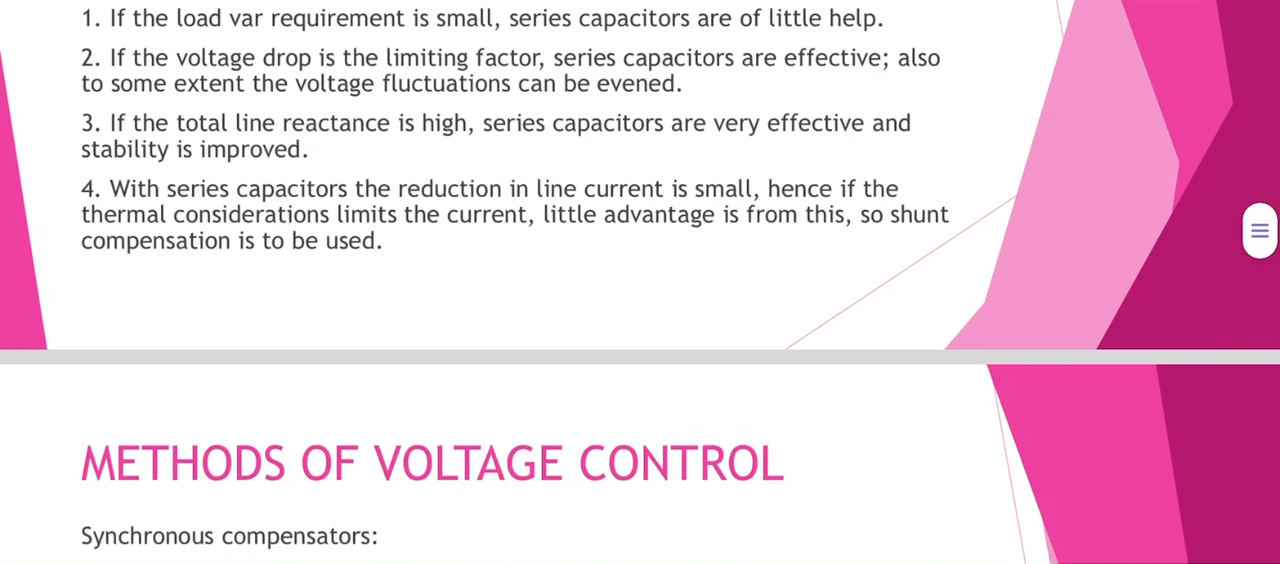 1. If the load var requirement is small, series capacitors are of little help.
2. If the voltage drop is the limiting factor, series capacitors are effective; also
to some extent the voltage fluctuations can be evened.
3. If the total line reactance is high, series capacitors are very effective and
stability is improved.
4. With series capacitors the reduction in line current is small, hence if the
thermal considerations limits the current, little advantage is from this, so shunt
compensation is to be used.
METHODS OF VOLTAGE CONTROL
Synchronous compensators: